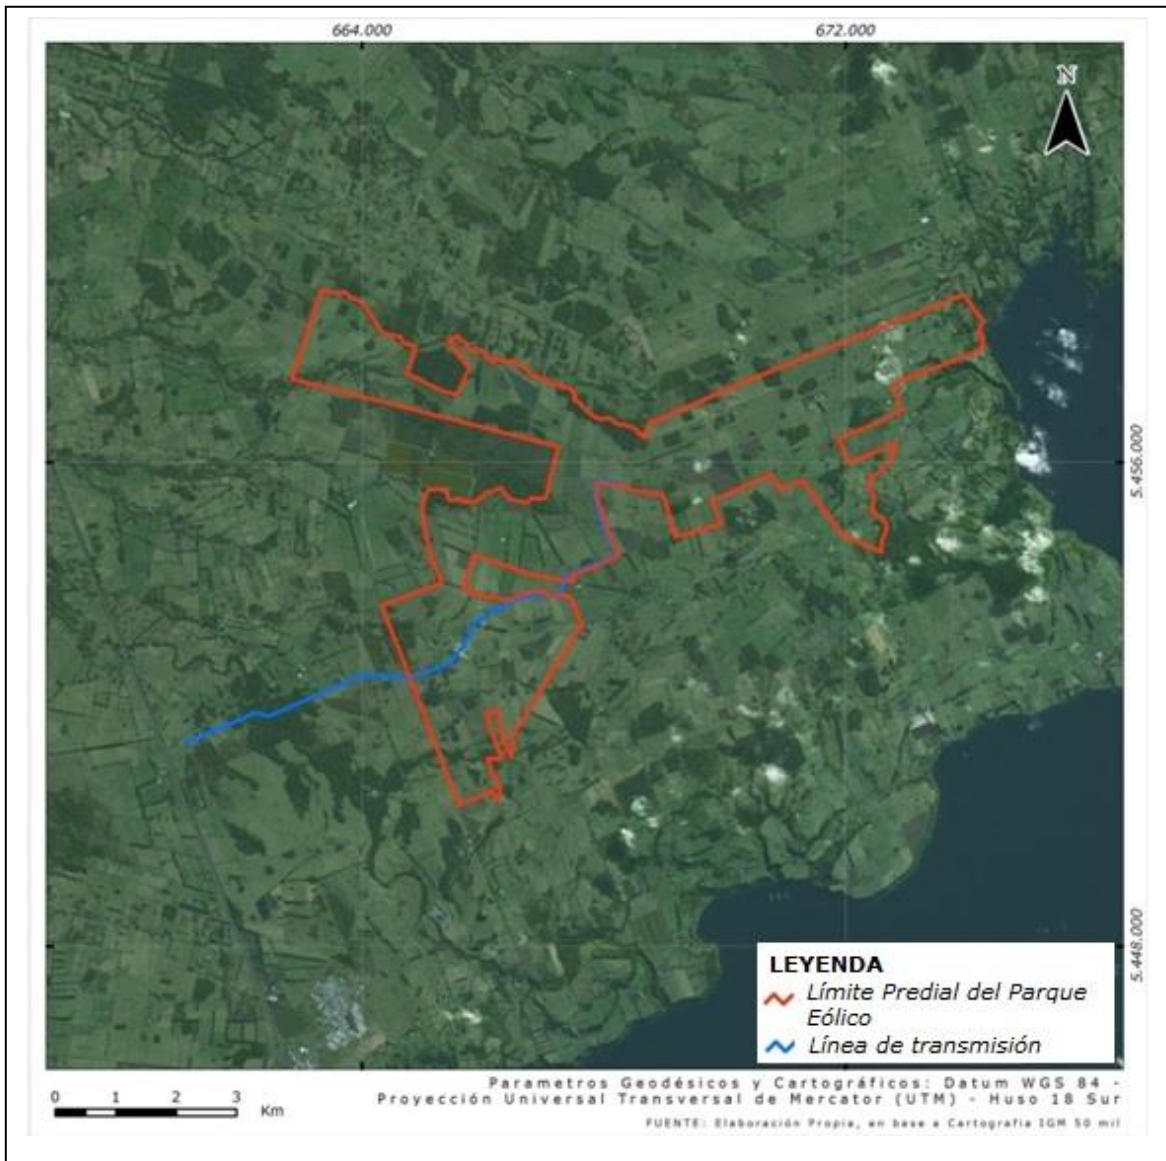 664.000
672.000
N
5.456.000
5.448.000
LEYENDA
Límite Predial del Parque
Eólico
Línea de transmisión
0 1 2 3 Km
Parametros Geodésicos y Cartográficos: Datum WGS 84 -
Proyección Universal Transversal de Mercator (UTM) - Huso 18 Sur
FUENTE: Elaboración Propia, en base a Cartografia IGM 50 mil